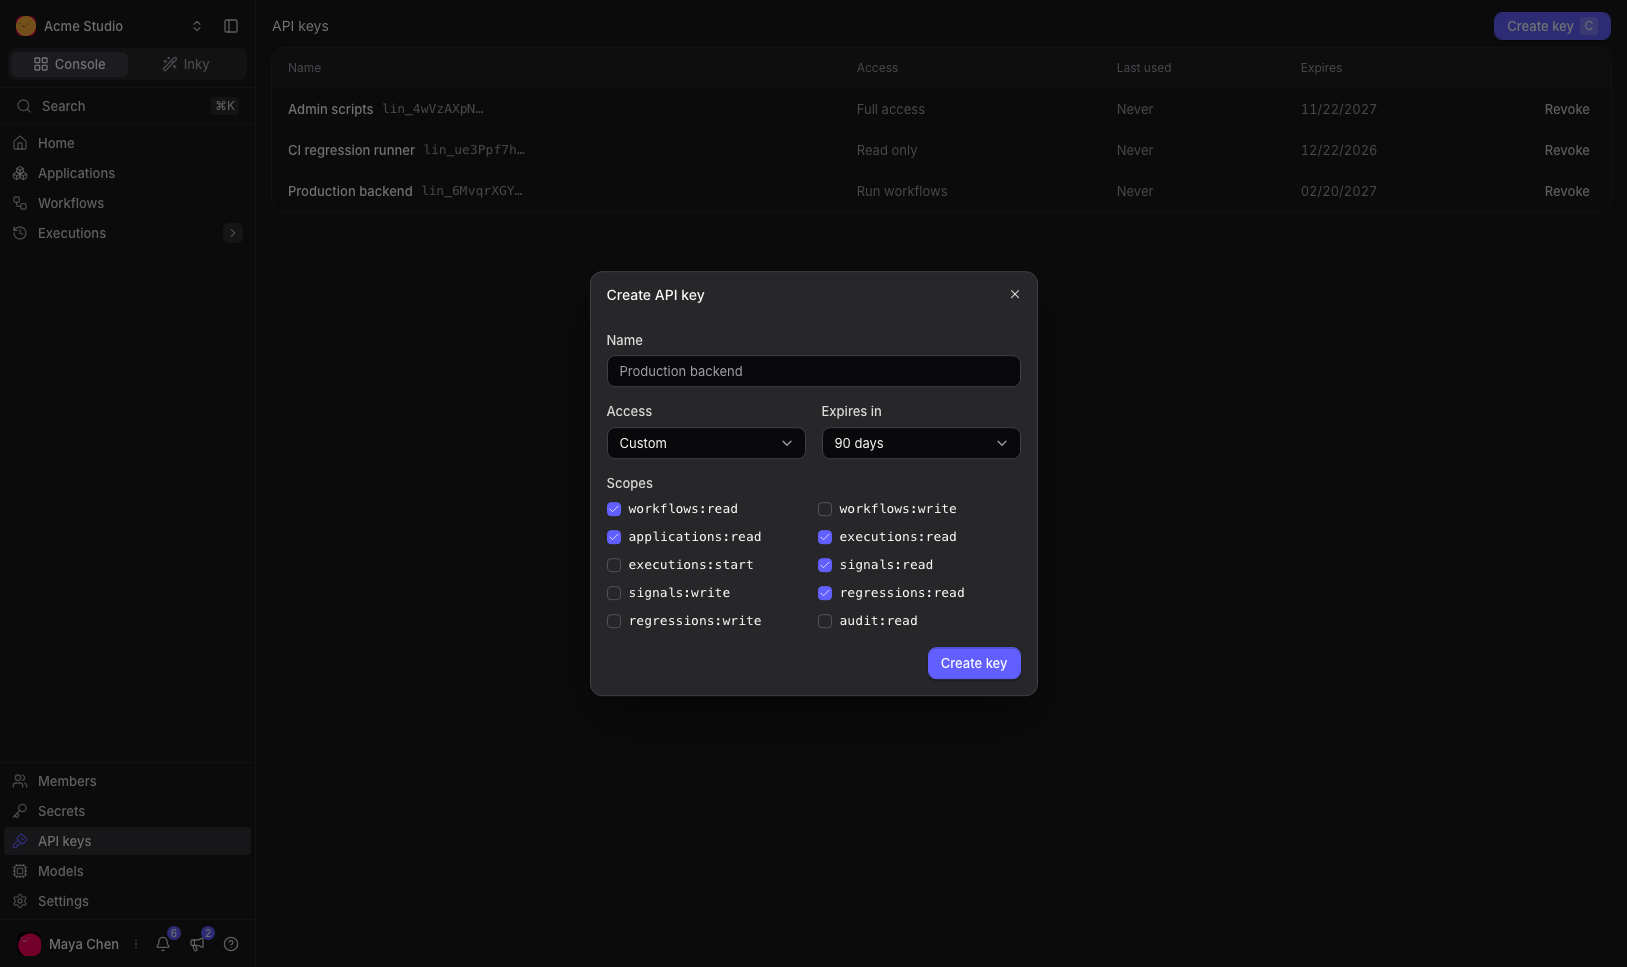 Acme Studio
Console
Inky
Search ⌘K
Home
Applications
Workflows
Executions
Members
Secrets
API keys
Models
Settings
Maya Chen 6 2
API keys
Create key C
Name Access Last used Expires
Admin scripts lin_4wVzAXpN… Full access Never 11/22/2027 Revoke
CI regression runner lin_ue3Ppf7h… Read only Never 12/22/2026 Revoke
Production backend lin_6MvqrXGY… Run workflows Never 02/20/2027 Revoke
Create API key
Name
Production backend
Access Expires in
Custom 90 days
Scopes
workflows:read workflows:write
applications:read executions:read
executions:start signals:read
signals:write regressions:read
regressions:write audit:read
Create key